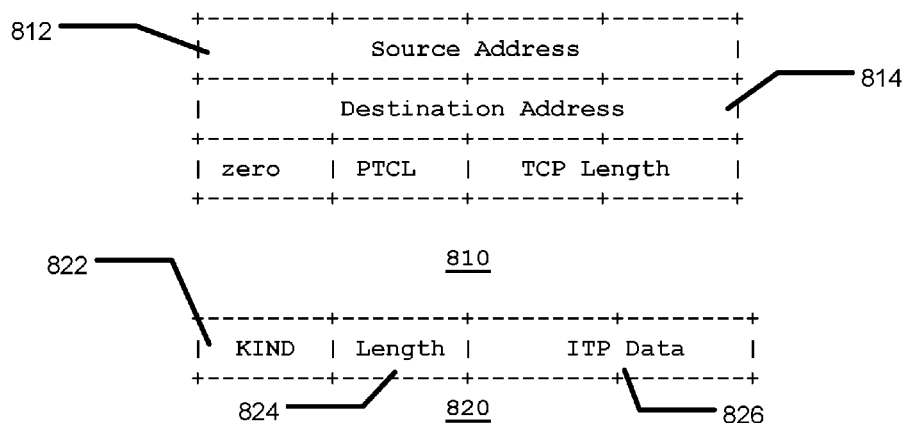 +-------+-------+-------+-------+
812 | Source Address |
+-------+-------+-------+-------+
| Destination Address | 814
+-------+-------+-------+-------+
| zero | PTCL | TCP Length |
+-------+-------+-------+-------+
810
822
+-------+-------+--------+-------+
| KIND | Length | ITP Data |
+-------+-------+--------+-------+
824 820 826